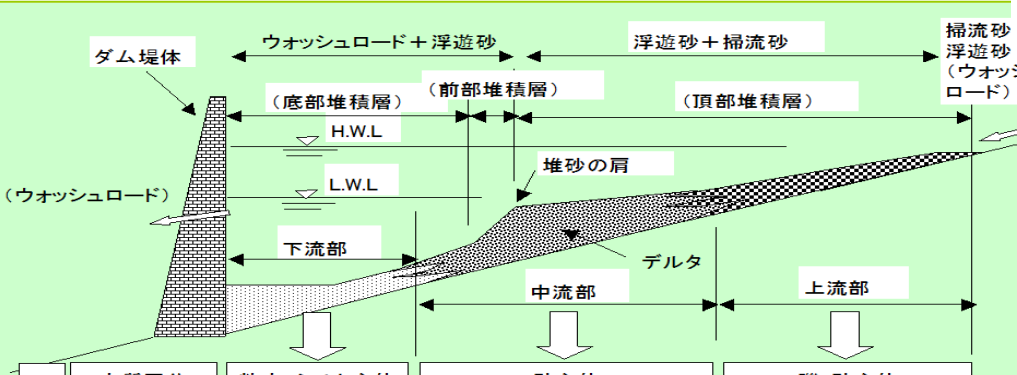 ウォッシュロード＋浮遊砂
浮遊砂＋掃流砂
掃流砂
浮遊砂
（ウォッシ
ロード）
ダム堤体
（底部堆積層）
（前部堆積層）
（頂部堆積層）
H.W.L
堆砂の肩
L.W.L
（ウォッシュロード）
下流部
デルタ
中流部
上流部